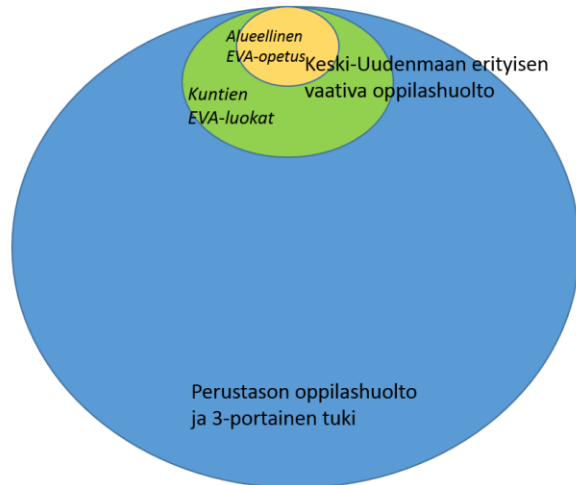 Alueellinen
EVA-opetus
Keski-Uudenmaan erityisen
vaativa oppilashuolto
Kuntien
EVA-luokat
Perustason oppilashuolto
ja 3-portainen tuki